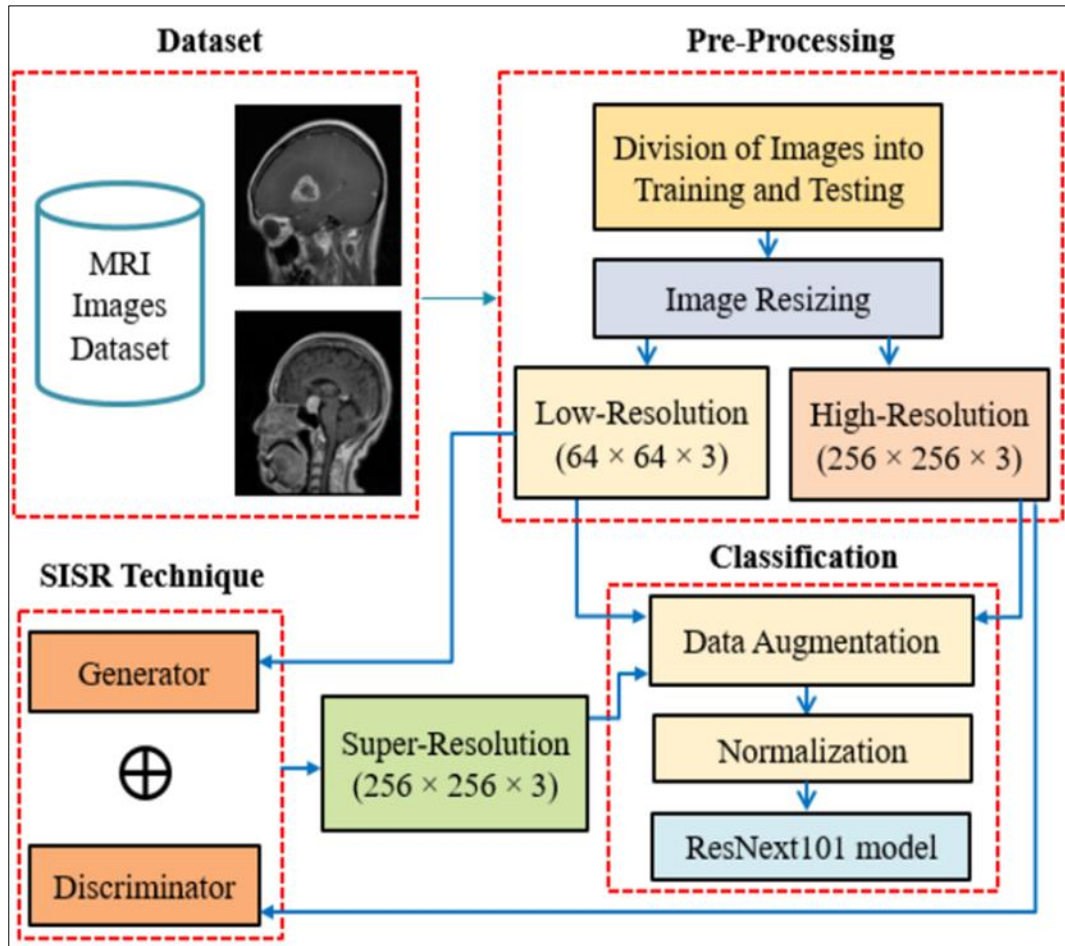 Dataset
MRI
Images
Dataset
Pre-Processing
Division of Images into
Training and Testing
Image Resizing
Low-Resolution
(64 × 64 × 3)
High-Resolution
(256 × 256 × 3)
SISR Technique
Generator
Discriminator
Super-Resolution
(256 × 256 × 3)
Classification
Data Augmentation
Normalization
ResNext101 model